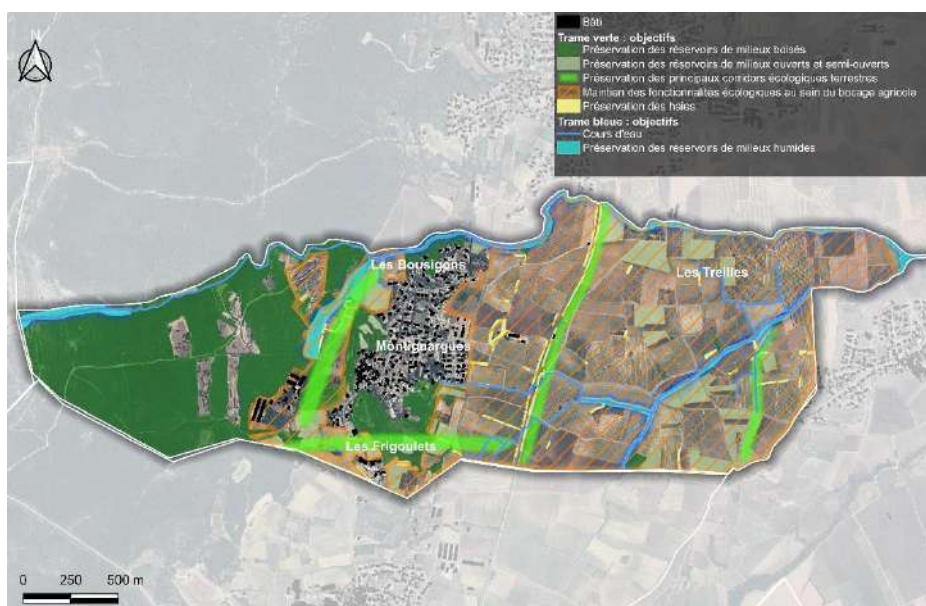 Bâti
Trame verte : objectifs
Préservation des réservoirs de milieux boisés
Préservation des réservoirs de milieux ouverts et semi-ouverts
Préservation des principaux corridors écologiques terrestres
Maintien des fonctionnalités écologiques au sein du bocage agricole
Préservation des haies
Trame bleue : objectifs
Cours d'eau
Préservation des réservoirs de milieux humides
N
Les Bousigons
Les Treilles
Montignargues
Les Frigoulets
0 250 500 m